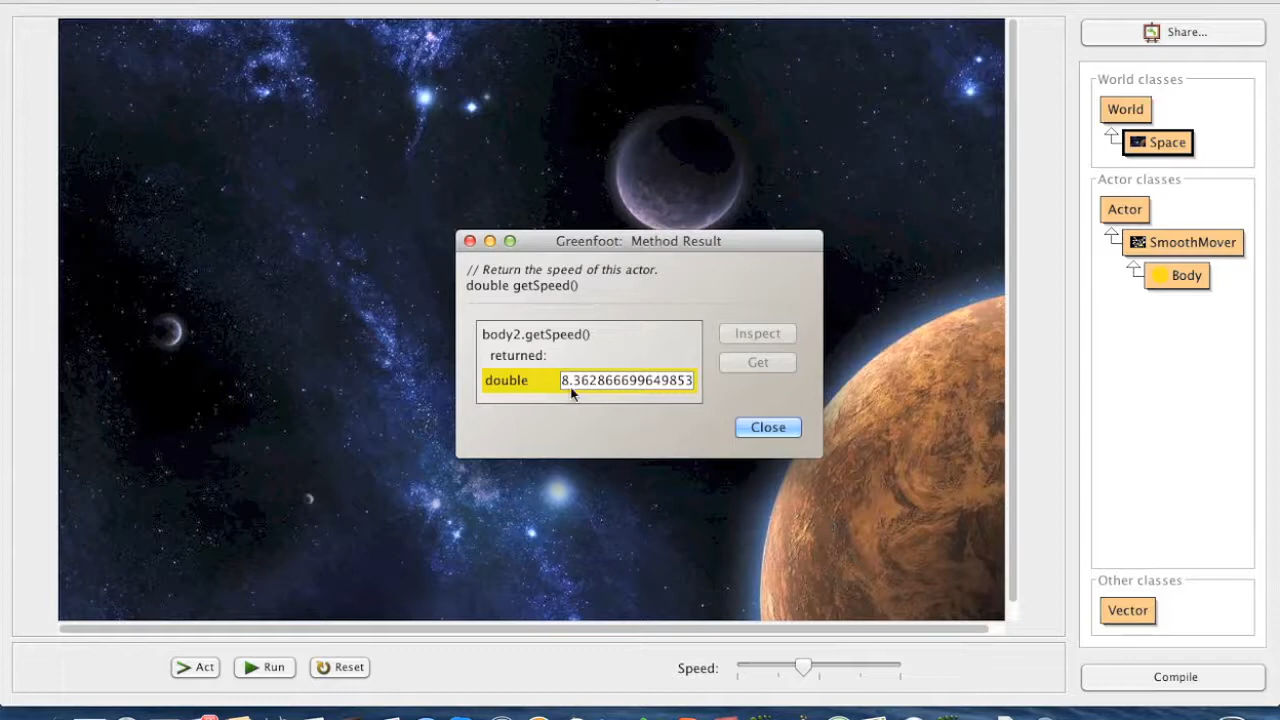 Share...
World classes
World
Space
Actor classes
Actor
SmoothMover
Body
Greenfoot: Method Result
// Return the speed of this actor.
double getSpeed()
body2.getSpeed()
returned:
double 8.362866699649853
Inspect
Get
Close
Other classes
Vector
Act Run Reset Speed:
Compile